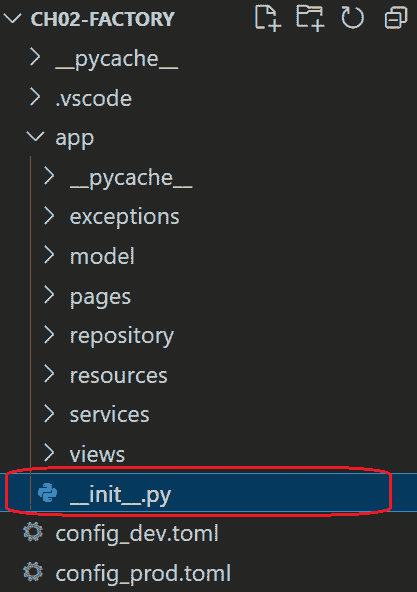 CH02-FACTORY
__pycache__
.vscode
app
__pycache__
exceptions
model
pages
repository
resources
services
views
__init__.py
config_dev.toml
config_prod.toml